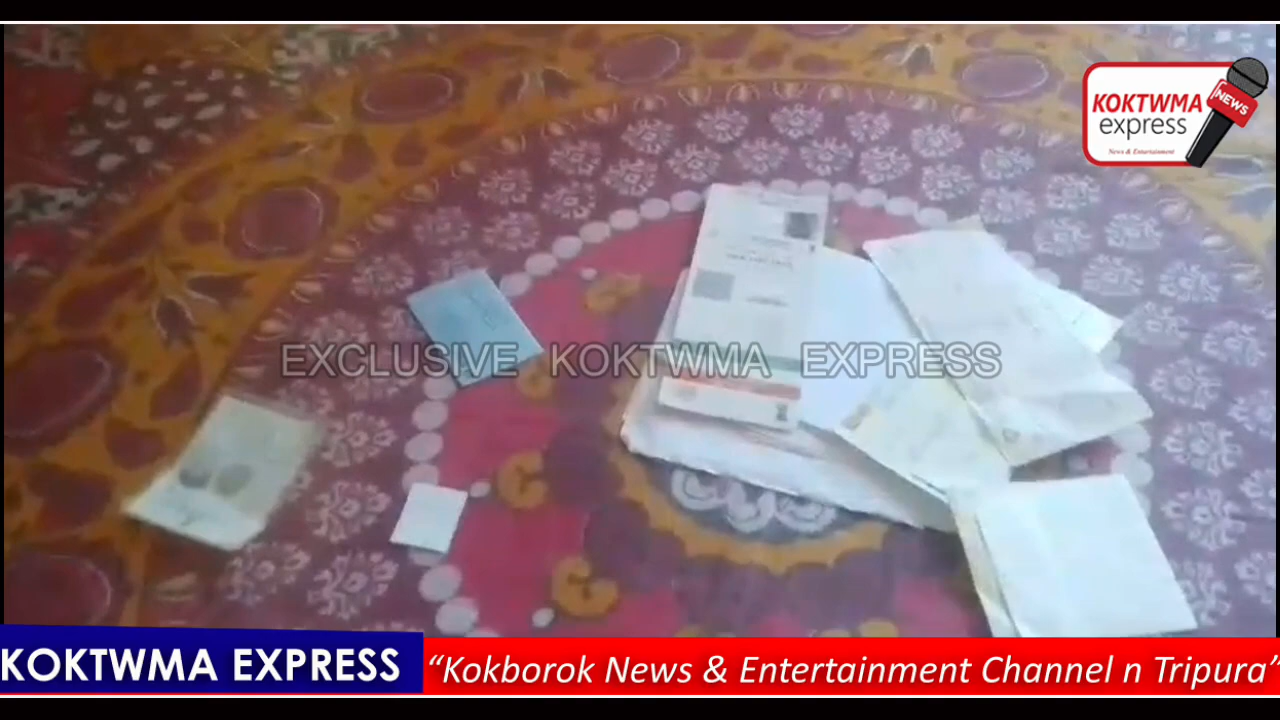 KOKTWMA
express
News & Entertainment
NEWS
EXCLUSIVE KOKTWMA EXPRESS
KOKTWMA EXPRESS
“Kokborok News & Entertainment Channel n Tripura”